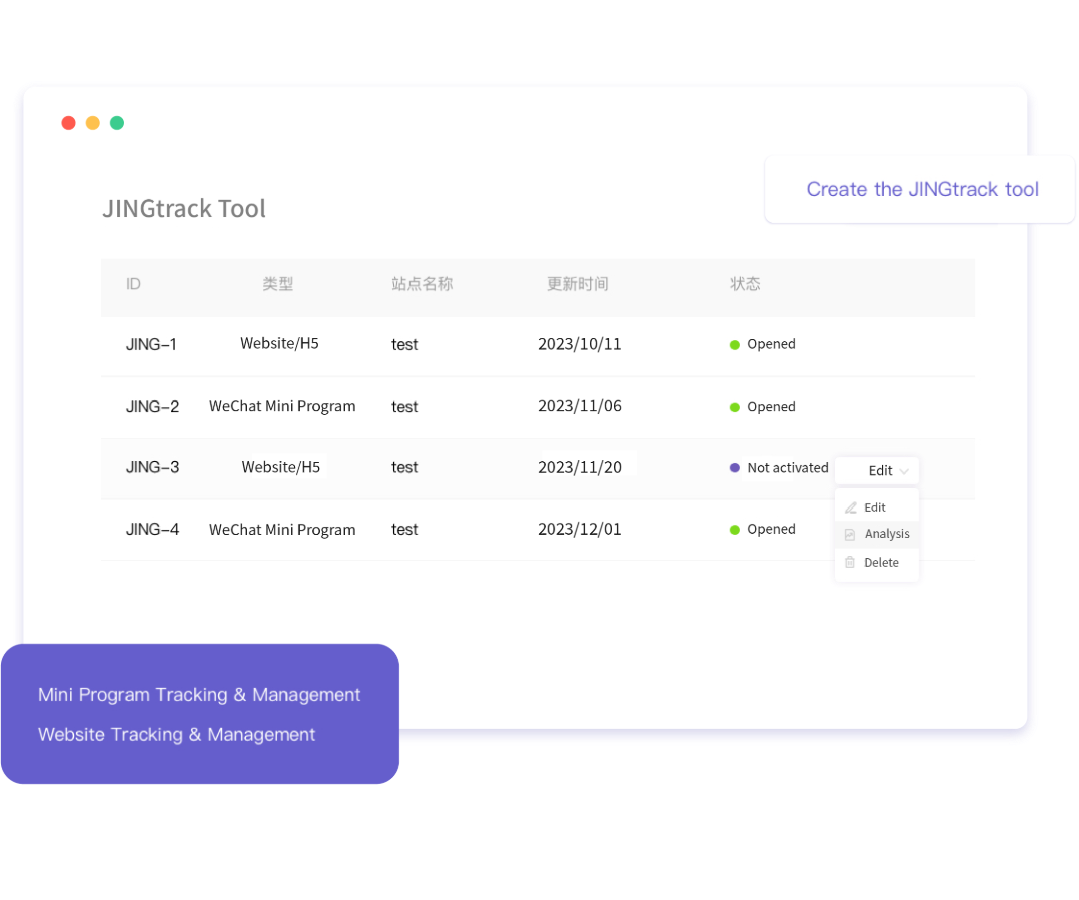 Create the JINGtrack tool
JINGtrack Tool
ID 类型 站点名称 更新时间 状态
JING-1 Website/H5 test 2023/10/11 Opened
JING-2 WeChat Mini Program test 2023/11/06 Opened
JING-3 Website/H5 test 2023/11/20 Not activated Edit
Edit
Analysis
Delete
JING-4 WeChat Mini Program test 2023/12/01 Opened
Mini Program Tracking & Management
Website Tracking & Management